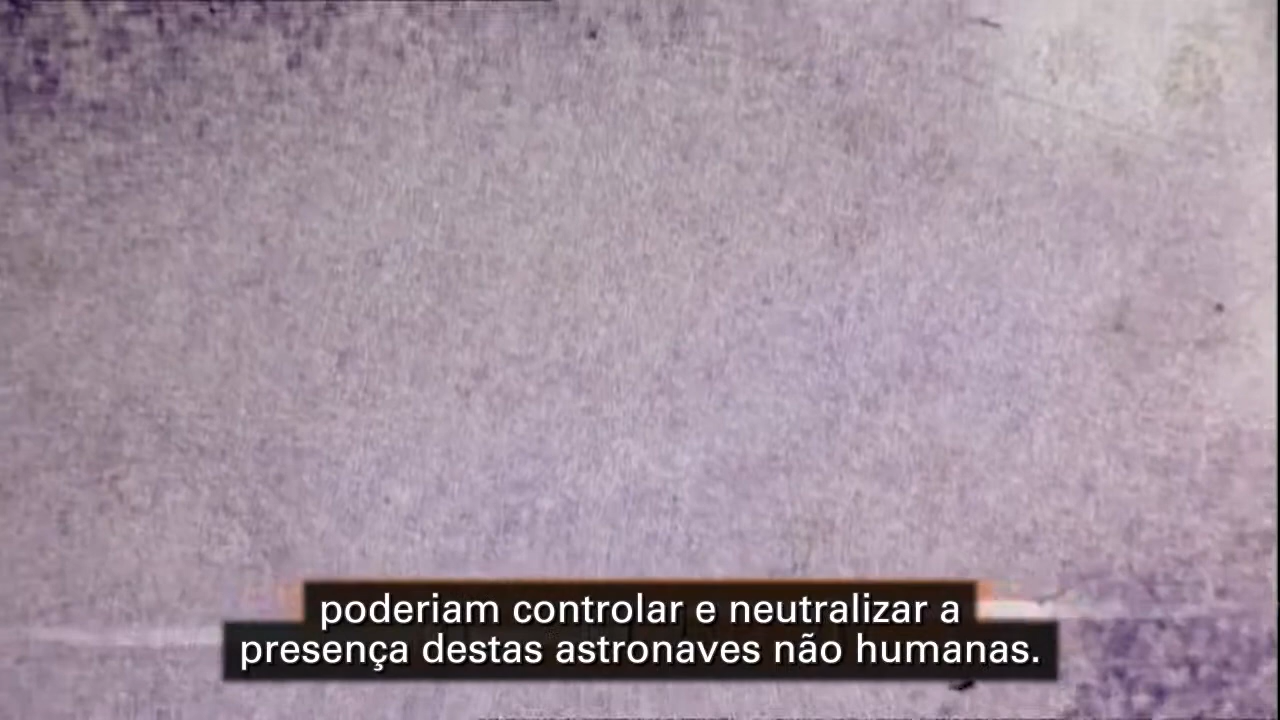 poderiam controlar e neutralizar a
presença destas astronaves não humanas.